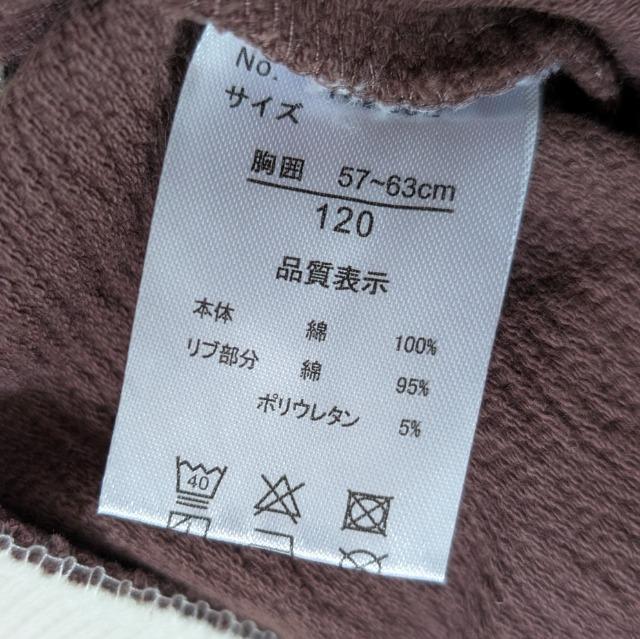 No.
サイズ
胸囲 57~63cm
120
品質表示
本体 綿 100%
リブ部分 綿 95%
ポリウレタン 5%
40